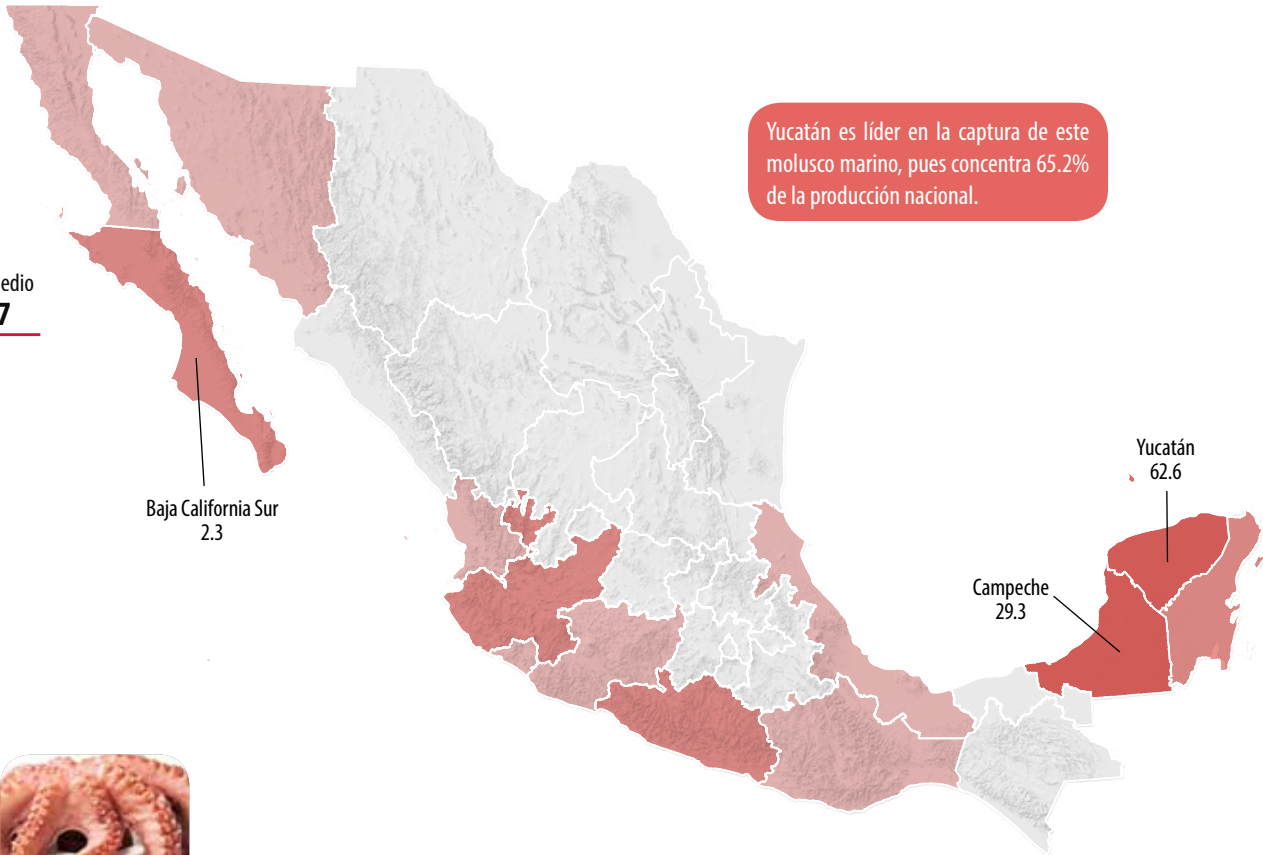 Yucatán es líder en la captura de este
molusco marino, pues concentra 65.2%
de la producción nacional.
edio
7
Baja California Sur
2.3
Yucatán
62.6
Campeche
29.3